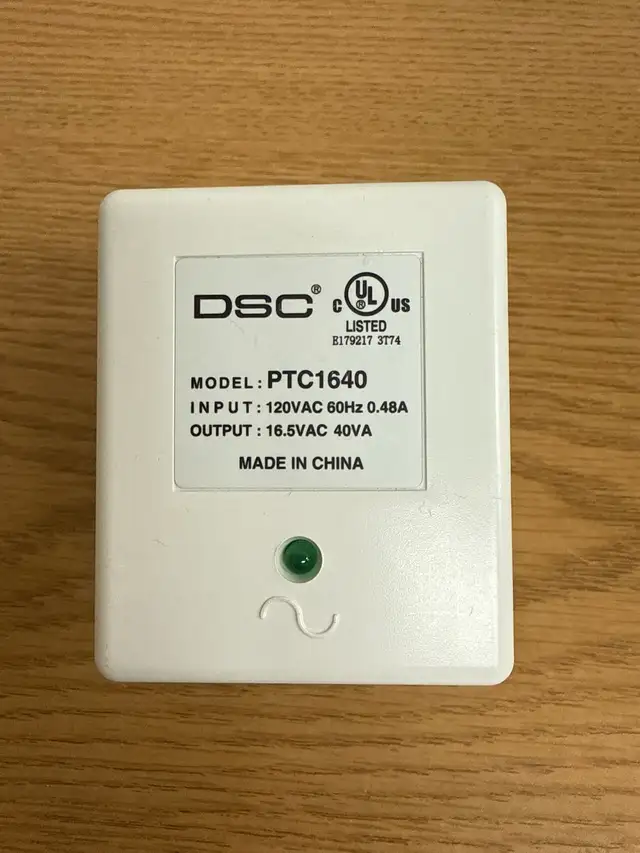 DSC®
C UL® US
LISTED
E179217 3T74
MODEL: PTC1640
INPUT: 120VAC 60Hz 0.48A
OUTPUT: 16.5VAC 40VA
MADE IN CHINA